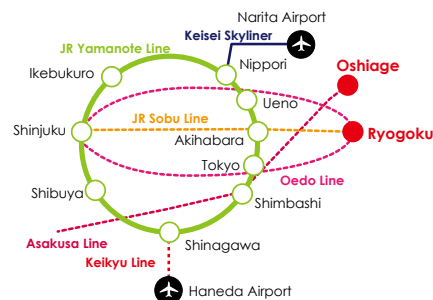 Narita Airport
Keisei Skyliner
JR Yamanote Line
Nippori
Oshiage
Ikebukuro
Ueno
JR Sobu Line
Shinjuku
Akihabara
Ryogoku
Tokyo
Oedo Line
Shibuya
Shimbashi
Asakusa Line
Shinagawa
Keikyu Line
Haneda Airport